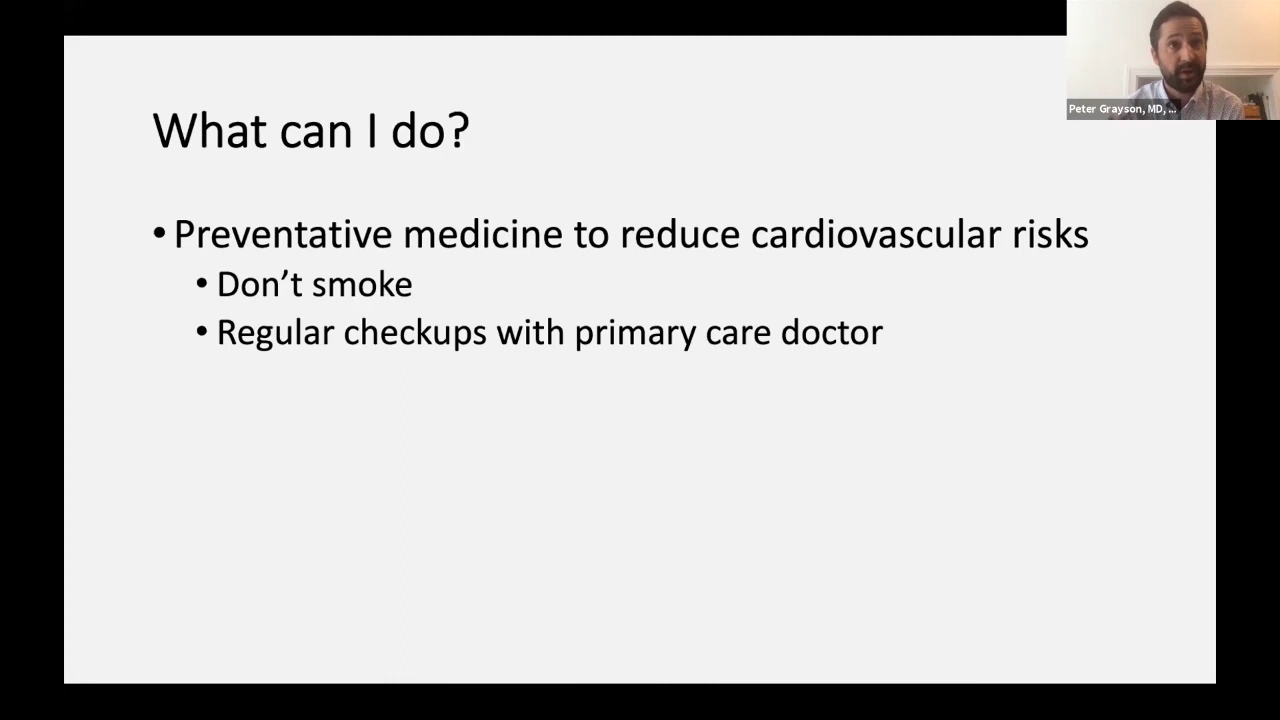 What can I do?
• Preventative medicine to reduce cardiovascular risks
• Don’t smoke
• Regular checkups with primary care doctor
Peter Grayson, MD, ...